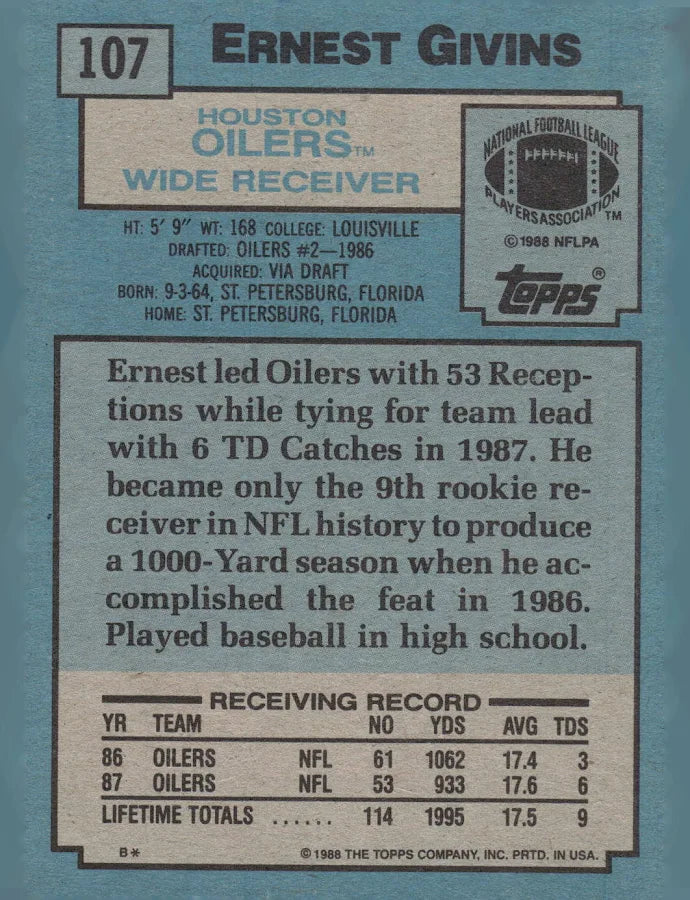 107
ERNEST GIVINS
HOUSTON
OILERS™
WIDE RECEIVER
NATIONAL FOOTBALL LEAGUE
PLAYERS ASSOCIATION™
©1988 NFLPA
Topps®
HT: 5' 9" WT: 168 COLLEGE: LOUISVILLE
DRAFTED: OILERS #2—1986
ACQUIRED: VIA DRAFT
BORN: 9-3-64, ST. PETERSBURG, FLORIDA
HOME: ST. PETERSBURG, FLORIDA
Ernest led Oilers with 53 Recep-
tions while tying for team lead
with 6 TD Catches in 1987. He
became only the 9th rookie re-
ceiver in NFL history to produce
a 1000-Yard season when he ac-
complished the feat in 1986.
Played baseball in high school.
RECEIVING RECORD
YR TEAM NO YDS AVG TDS
86 OILERS NFL 61 1062 17.4 3
87 OILERS NFL 53 933 17.6 6
LIFETIME TOTALS ...... 114 1995 17.5 9
B* ©1988 THE TOPPS COMPANY, INC. PRTD. IN USA.